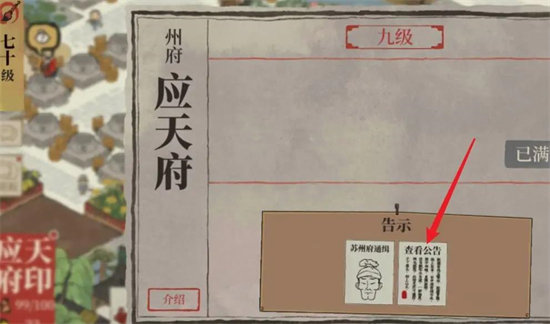 七十级
州府
应天府
九级
已满
告示
苏州府通缉
查看公告
应天
府印
99/100
介绍